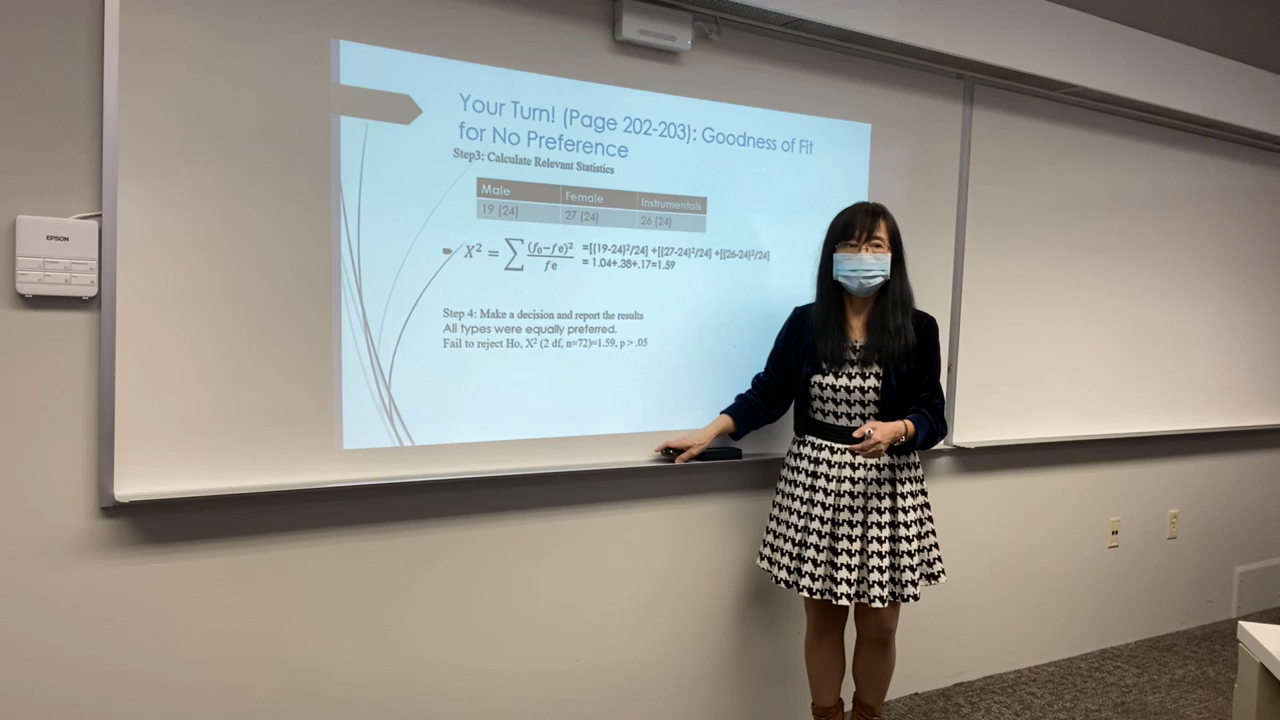 EPSON
Your Turn! (Page 202-203): Goodness of Fit
for No Preference
Step3: Calculate Relevant Statistics
Male Female Instrumentals
19 (24) 27 (24) 26 (24)
X² = ∑ (f₀−fe)²/fe =[(19-24)²/24] +[(27-24)²/24] +[(26-24)²/24]
= 1.04+.38+.17=1.59
Step 4: Make a decision and report the results
All types were equally preferred.
Fail to reject Ho, X² (2 df, n=72)=1.59, p > .05